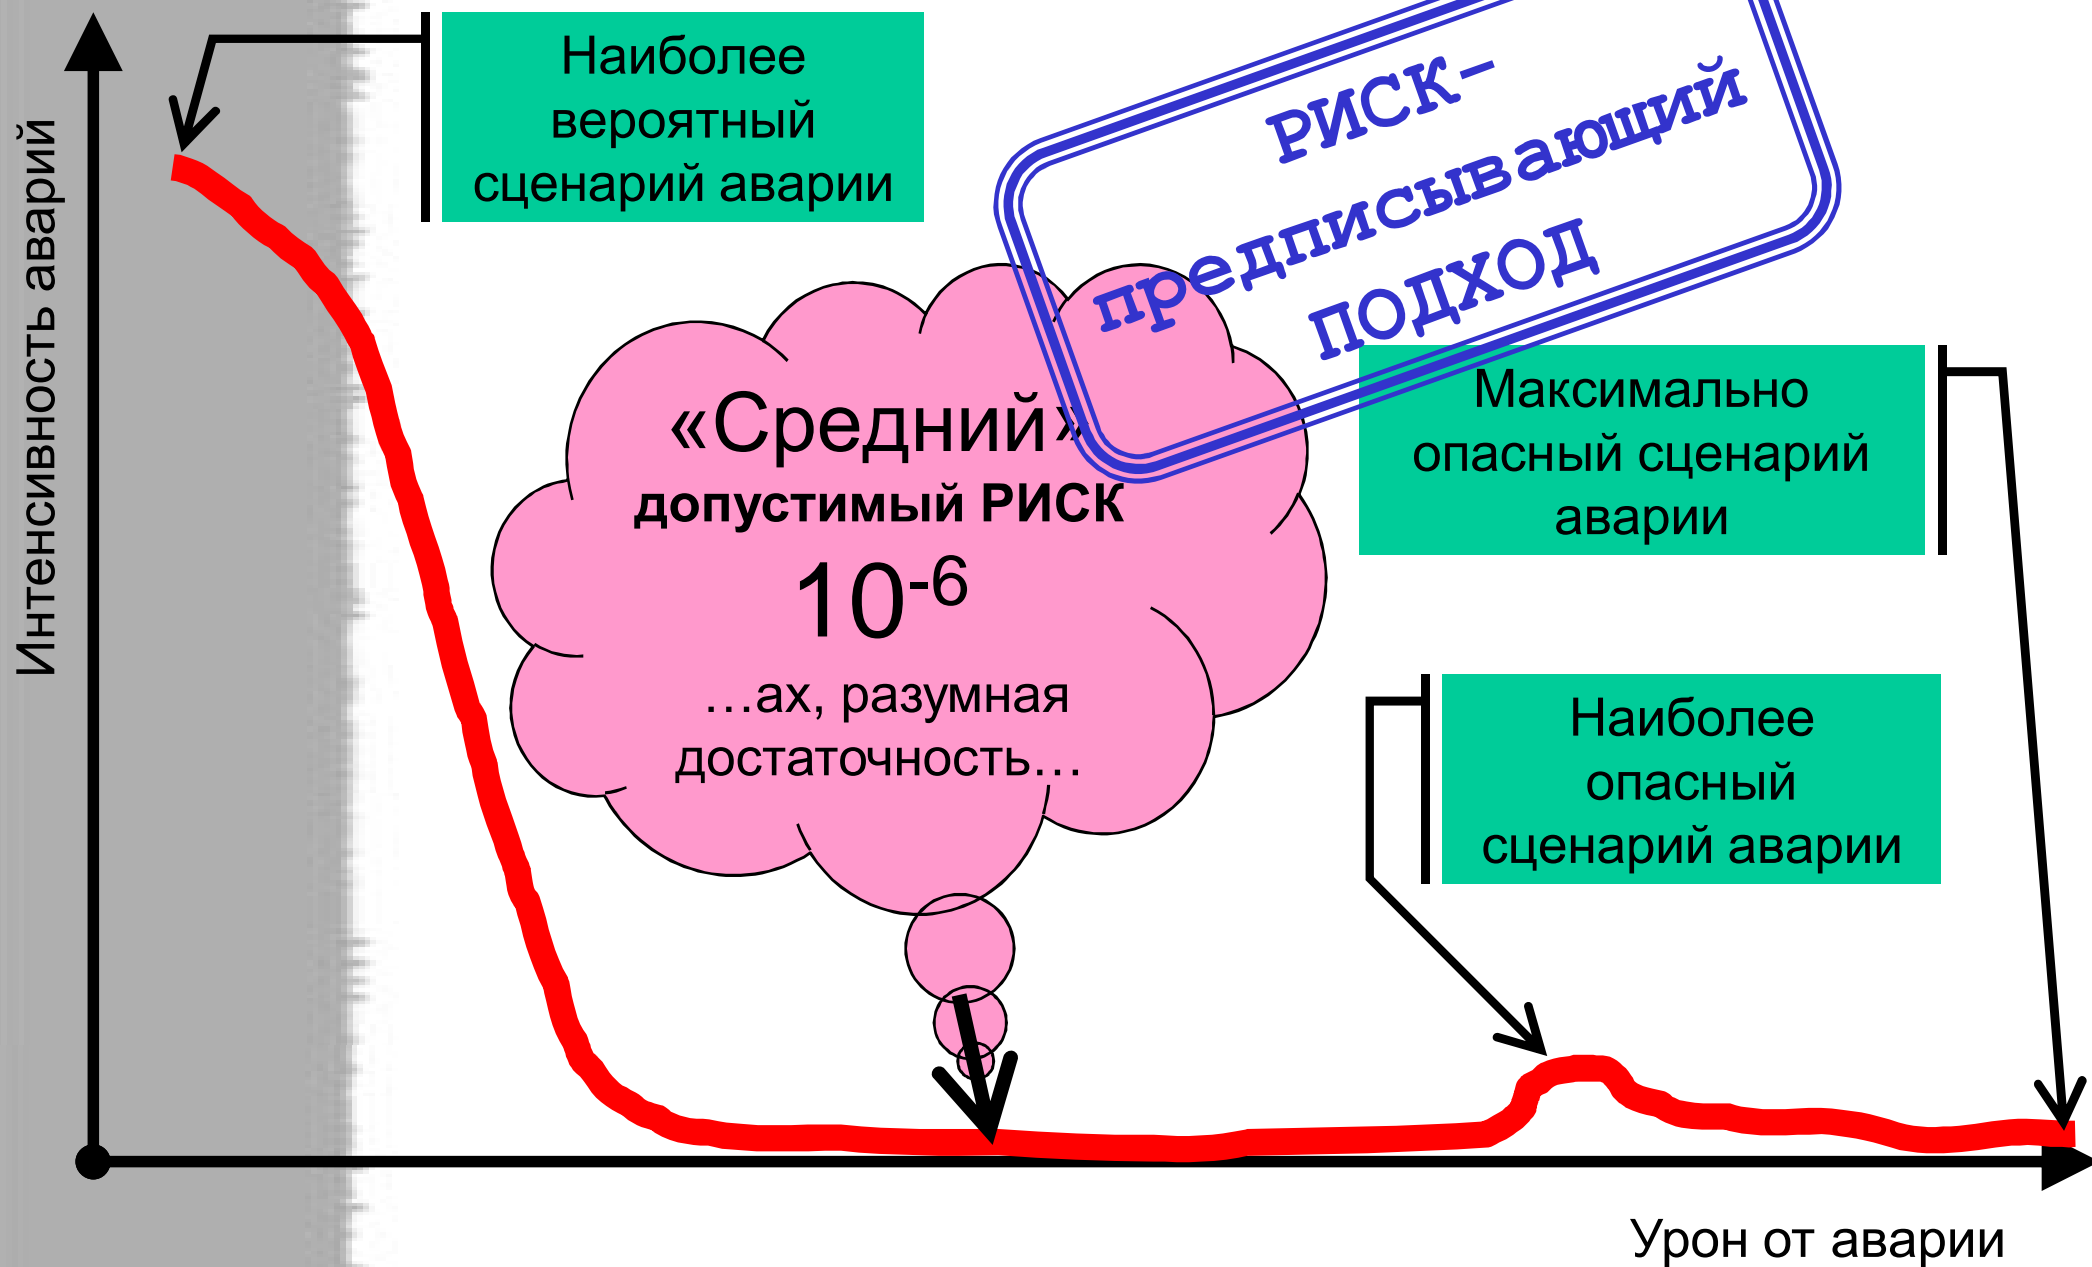 Наиболее
вероятный
сценарий аварии
РИСК-
предписывающий
ПОДХОД
Интенсивность аварий
«Средний»
допустимый РИСК
10⁻⁶
…ах, разумная
достаточность…
Максимально
опасный сценарий
аварии
Наиболее
опасный
сценарий аварии
Урон от аварии